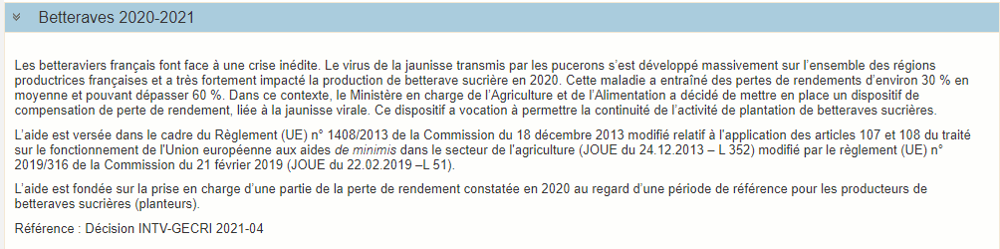 Betteraves 2020-2021
Les betteraviers français font face à une crise inédite. Le virus de la jaunisse transmis par les pucerons s’est développé massivement sur l’ensemble des régions
productrices françaises et a très fortement impacté la production de betterave sucrière en 2020. Cette maladie a entraîné des pertes de rendements d’environ 30 % en
moyenne et pouvant dépasser 60 %. Dans ce contexte, le Ministère en charge de l’Agriculture et de l’Alimentation a décidé de mettre en place un dispositif de
compensation de perte de rendement, liée à la jaunisse virale. Ce dispositif a vocation à permettre la continuité de l’activité de plantation de betteraves sucrières.
L’aide est versée dans le cadre du Règlement (UE) n° 1408/2013 de la Commission du 18 décembre 2013 modifié relatif à l'application des articles 107 et 108 du traité
sur le fonctionnement de l'Union européenne aux aides de minimis dans le secteur de l'agriculture (JOUE du 24.12.2013 – L 352) modifié par le règlement (UE) n°
2019/316 de la Commission du 21 février 2019 (JOUE du 22.02.2019 –L 51).
L’aide est fondée sur la prise en charge d’une partie de la perte de rendement constatée en 2020 au regard d’une période de référence pour les producteurs de
betteraves sucrières (planteurs).
Référence : Décision INTV-GECRI 2021-04